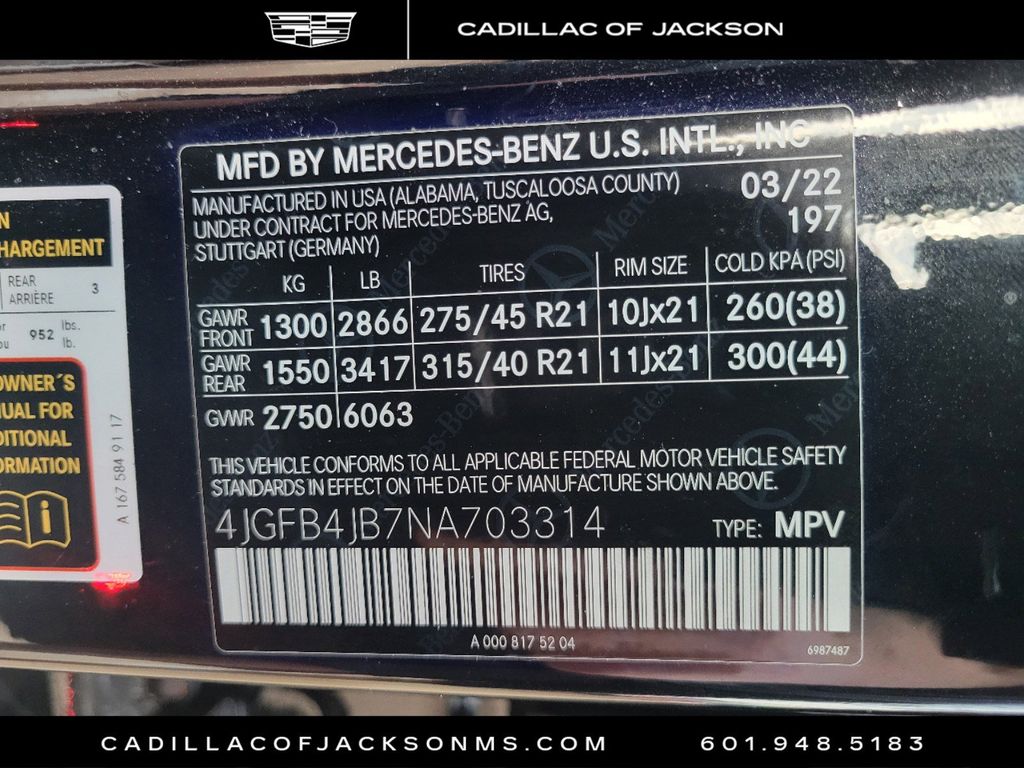 CADILLAC OF JACKSON
MFD BY MERCEDES-BENZ U.S. INTL., INC
MANUFACTURED IN USA (ALABAMA, TUSCALOOSA COUNTY) 03/22
UNDER CONTRACT FOR MERCEDES-BENZ AG, 197
STUTTGART (GERMANY)
KG LB TIRES RIM SIZE COLD KPA (PSI)
GAWR FRONT 1300 2866 275/45 R21 10Jx21 260(38)
GAWR REAR 1550 3417 315/40 R21 11Jx21 300(44)
GVWR 2750 6063
THIS VEHICLE CONFORMS TO ALL APPLICABLE FEDERAL MOTOR VEHICLE SAFETY
STANDARDS IN EFFECT ON THE DATE OF MANUFACTURE SHOWN ABOVE.
4JGFB4JB7NA703314 TYPE: MPV
A 000 817 52 04
6987487
HARGEMENT
REAR
ARRIÈRE 3
952 lbs.
lb.
OWNER´S
FOR
A 167 584 91 17
CADILLACOFJACKSONMS.COM 601.948.5183